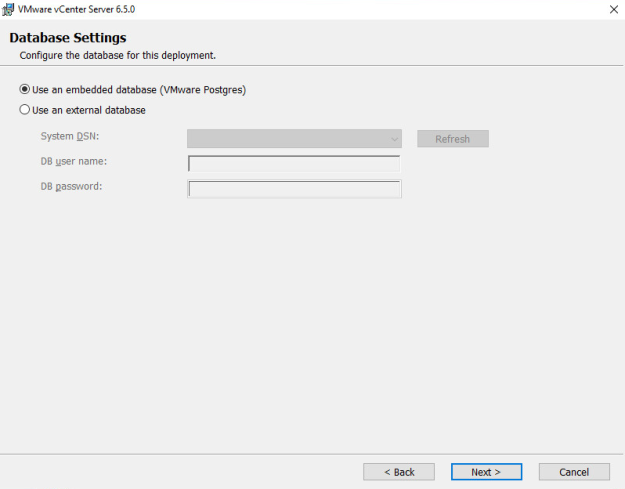 VMware vCenter Server 6.5.0
Database Settings
Configure the database for this deployment.
Use an embedded database (VMware Postgres)
Use an external database
System DSN:
Refresh
DB user name:
DB password:
< Back
Next >
Cancel